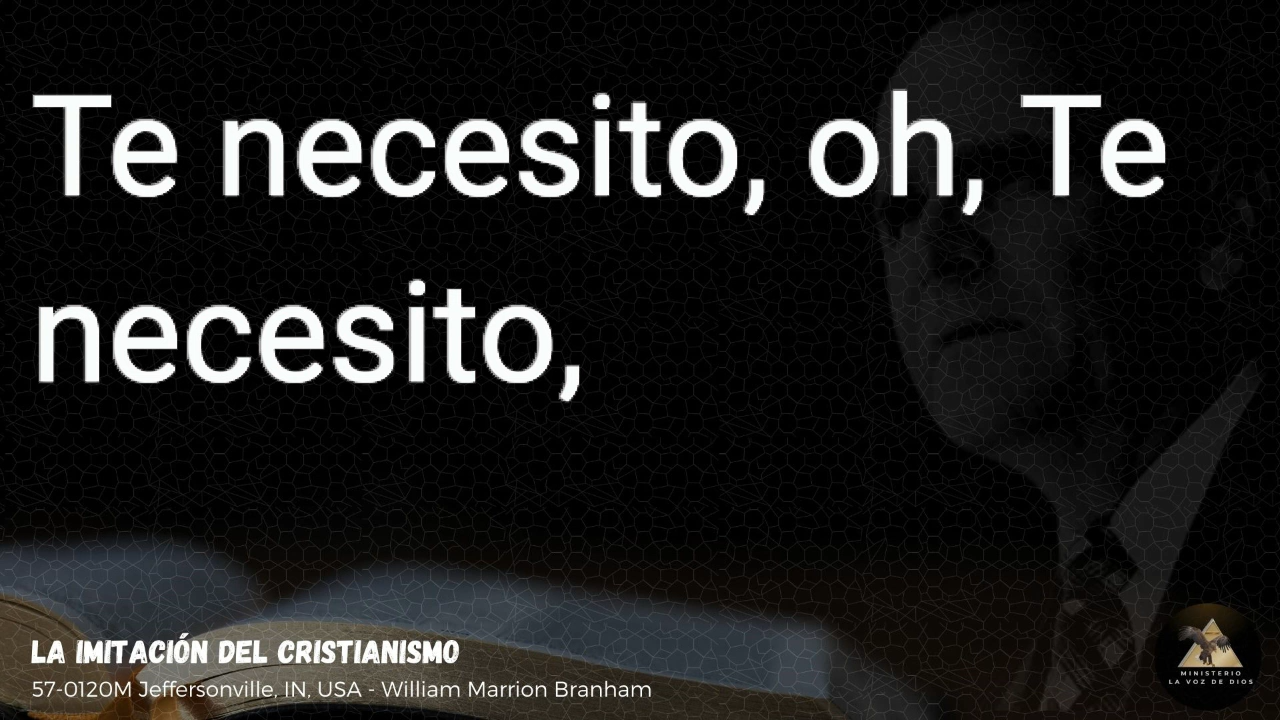 Te necesito, oh, Te
necesito,
LA IMITACIÓN DEL CRISTIANISMO
57-0120M Jeffersonville, IN, USA - William Marrion Branham
MINISTERIO
LA VOZ DE DIOS